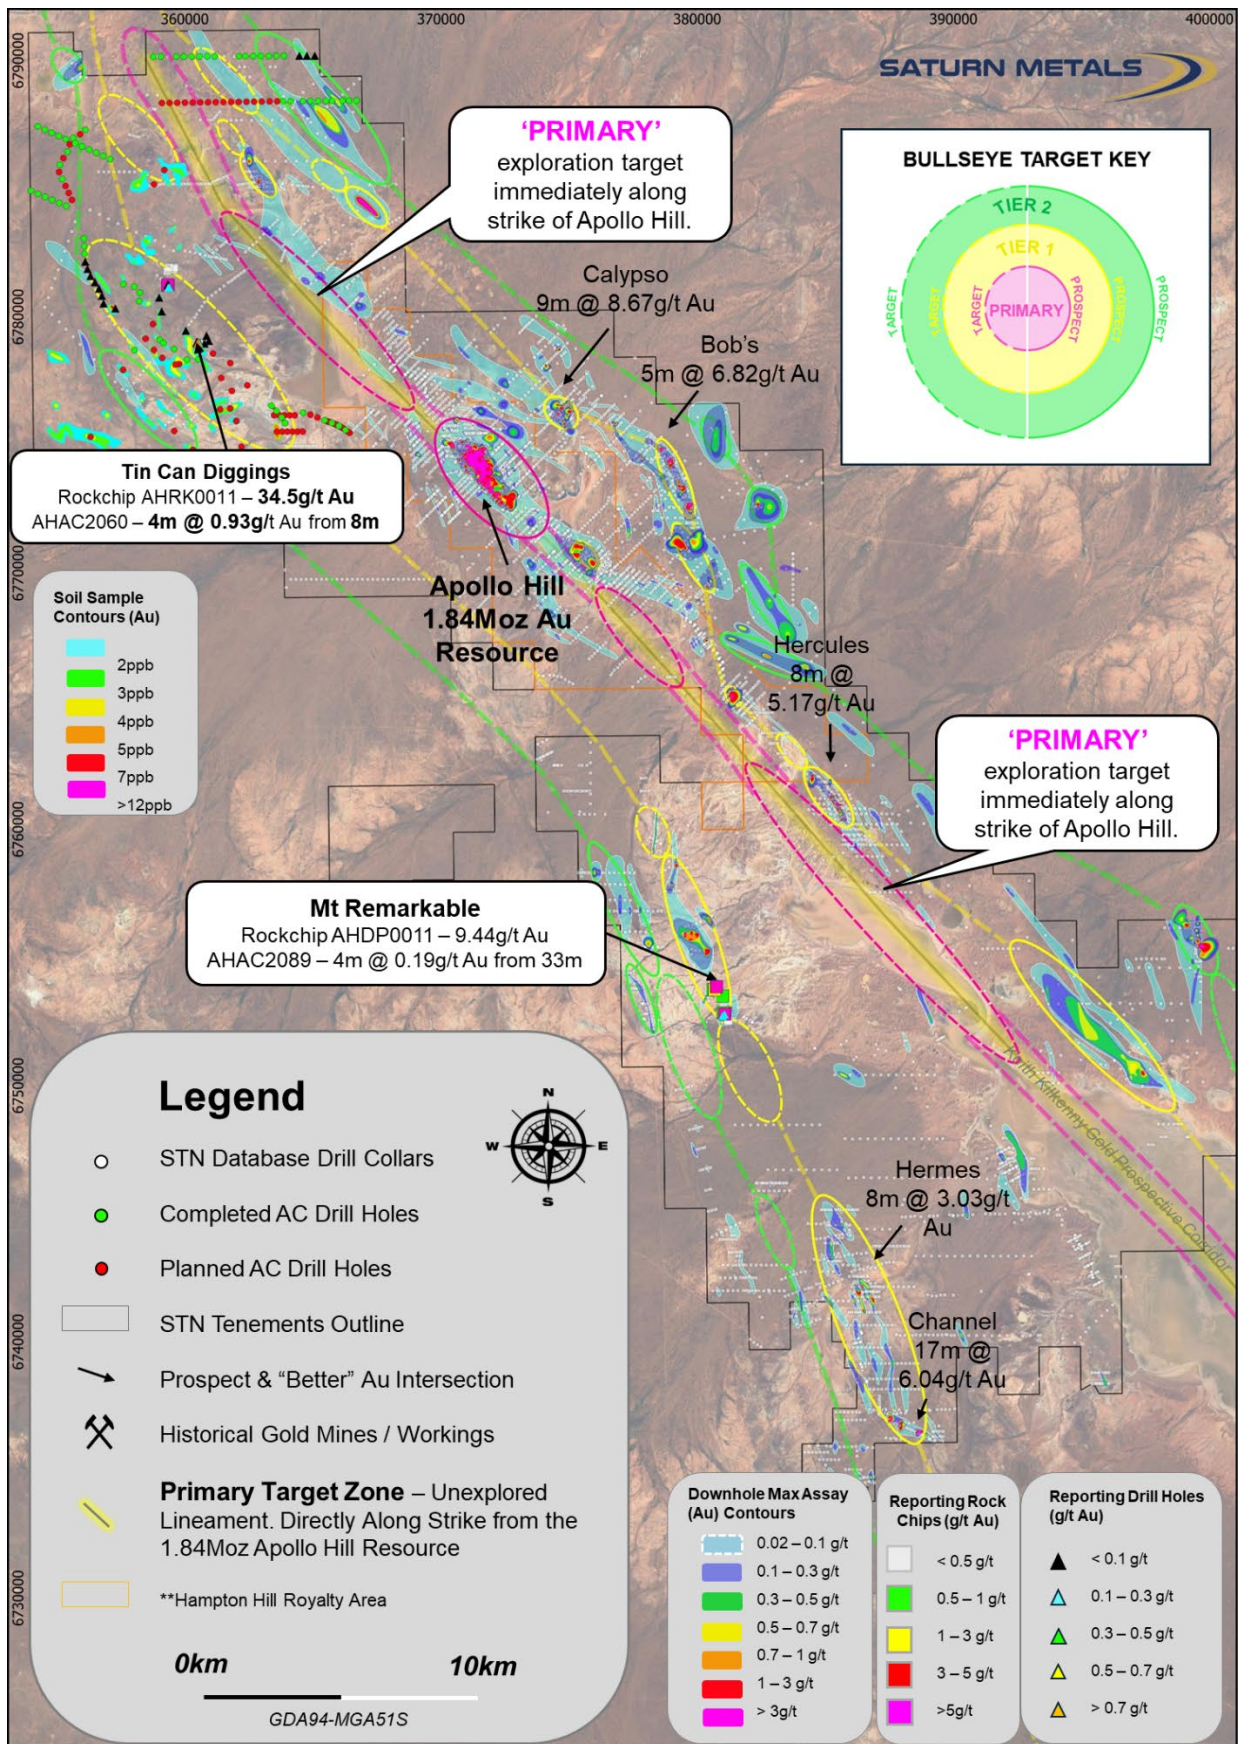 360000
370000
380000
390000
400000
6790000
6780000
6770000
6760000
6750000
6740000
6730000
SATURN METALS
'PRIMARY'
exploration target
immediately along
strike of Apollo Hill.
BULLSEYE TARGET KEY
TIER 2
TIER 1
PRIMARY
TARGET
TARGET
TARGET
PROSPECT
PROSPECT
PROSPECT
Calypso
9m @ 8.67g/t Au
Bob's
5m @ 6.82g/t Au
Tin Can Diggings
Rockchip AHRK0011 – 34.5g/t Au
AHAC2060 – 4m @ 0.93g/t Au from 8m
Apollo Hill
1.84Moz Au
Resource
Soil Sample
Contours (Au)
2ppb
3ppb
4ppb
5ppb
7ppb
>12ppb
Hercules
8m @
5.17g/t Au
'PRIMARY'
exploration target
immediately along
strike of Apollo Hill.
Mt Remarkable
Rockchip AHDP0011 – 9.44g/t Au
AHAC2089 – 4m @ 0.19g/t Au from 33m
Keith Kilkenny Gold Prospective Corridor
Hermes
8m @ 3.03g/t
Au
Channel
17m @
6.04g/t Au
Legend
N
W
E
S
STN Database Drill Collars
Completed AC Drill Holes
Planned AC Drill Holes
STN Tenements Outline
Prospect & “Better” Au Intersection
Historical Gold Mines / Workings
Primary Target Zone – Unexplored
Lineament. Directly Along Strike from the
1.84Moz Apollo Hill Resource
**Hampton Hill Royalty Area
0km
10km
GDA94-MGA51S
Downhole Max Assay
(Au) Contours
0.02 – 0.1 g/t
0.1 – 0.3 g/t
0.3 – 0.5 g/t
0.5 – 0.7 g/t
0.7 – 1 g/t
1 – 3 g/t
> 3g/t
Reporting Rock
Chips (g/t Au)
< 0.5 g/t
0.5 – 1 g/t
1 – 3 g/t
3 – 5 g/t
>5g/t
Reporting Drill Holes
(g/t Au)
< 0.1 g/t
0.1 – 0.3 g/t
0.3 – 0.5 g/t
0.5 – 0.7 g/t
> 0.7 g/t